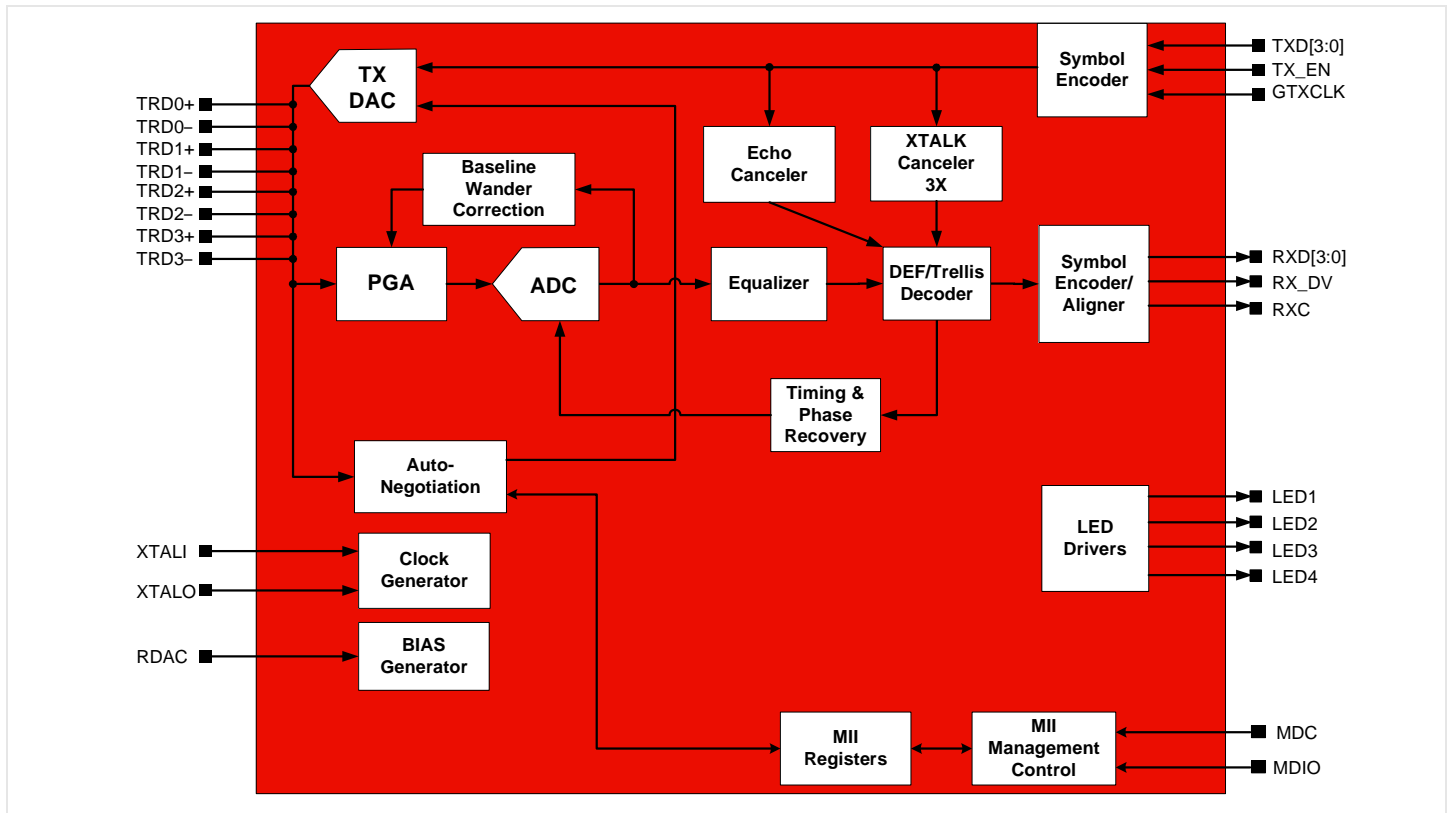 TX
DAC
Symbol
Encoder
TXD[3:0]
TX_EN
GTXCLK
TRD0+
TRD0–
TRD1+
TRD1–
TRD2+
TRD2–
TRD3+
TRD3–
Baseline
Wander
Correction
Echo
Canceler
XTALK
Canceler
3X
PGA
ADC
Equalizer
DEF/Trellis
Decoder
Symbol
Encoder/
Aligner
RXD[3:0]
RX_DV
RXC
Timing &
Phase
Recovery
Auto-
Negotiation
LED
Drivers
LED1
LED2
LED3
LED4
XTALI
XTALO
Clock
Generator
RDAC
BIAS
Generator
MII
Registers
MII
Management
Control
MDC
MDIO